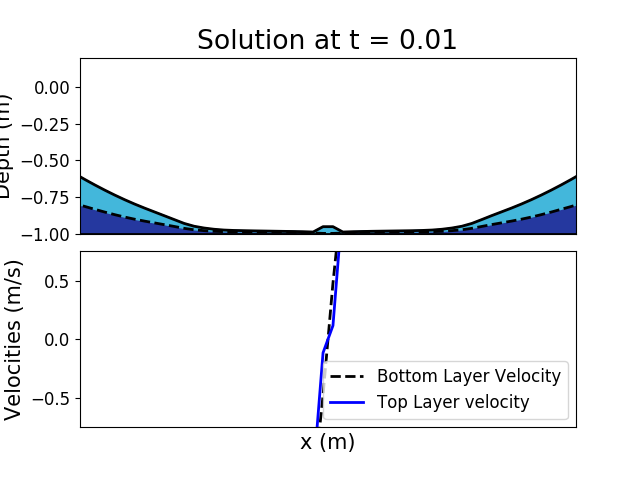 Solution at t = 0.01
Depth (m)
0.00
−0.25
−0.50
−0.75
−1.00
Velocities (m/s)
0.5
0.0
−0.5
Bottom Layer Velocity
Top Layer velocity
x (m)